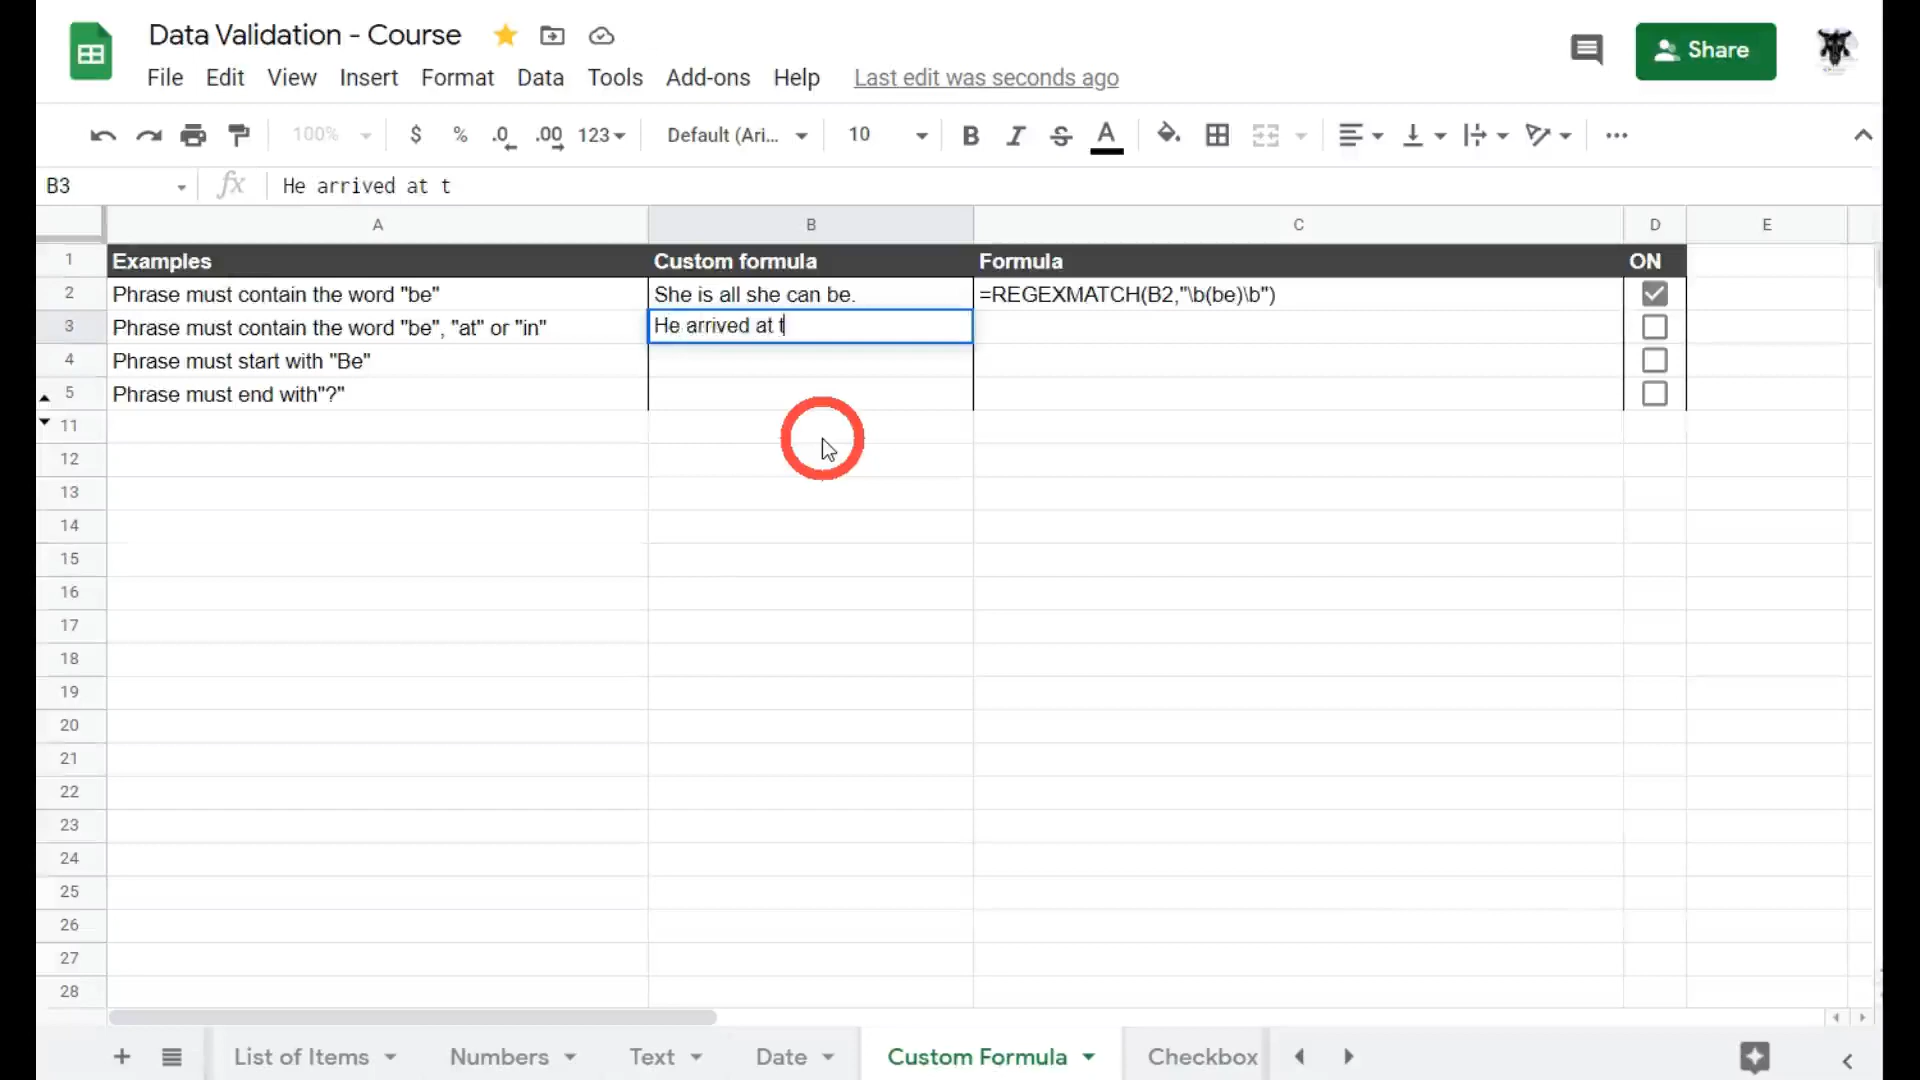 Data Validation - Course
File Edit View Insert Format Data Tools Add-ons Help Last edit was seconds ago
Share
100% $ % .0 .00 123 Default (Ari... 10 B I S A
B3 fx He arrived at t
A B C D E
1 Examples Custom formula Formula ON
2 Phrase must contain the word "be" She is all she can be. =REGEXMATCH(B2,"\b(be)\b")
3 Phrase must contain the word "be", "at" or "in" He arrived at t
4 Phrase must start with "Be"
5 Phrase must end with"?"
11
12
13
14
15
16
17
18
19
20
21
22
23
24
25
26
27
28
List of Items Numbers Text Date Custom Formula Checkbox